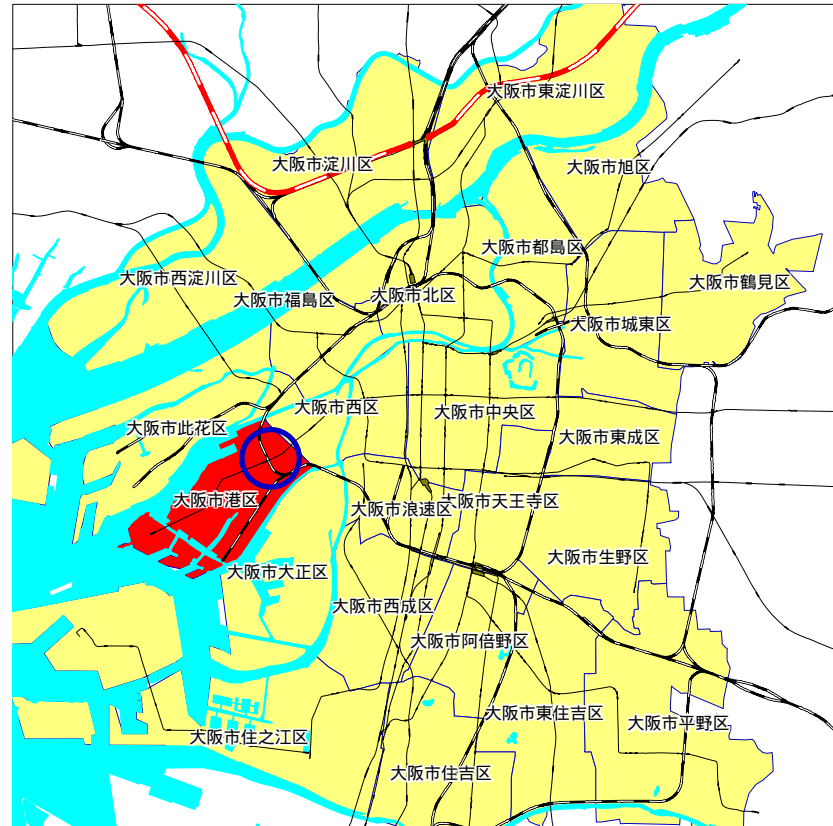 大阪市東淀川区
大阪市淀川区
大阪市旭区
大阪市都島区
大阪市西淀川区
大阪市鶴見区
大阪市福島区
大阪市北区
大阪市城東区
大阪市西区
大阪市中央区
大阪市此花区
大阪市東成区
大阪市港区
大阪市浪速区
大阪市天王寺区
大阪市生野区
大阪市大正区
大阪市西成区
大阪市阿倍野区
大阪市東住吉区
大阪市平野区
大阪市住之江区
大阪市住吉区